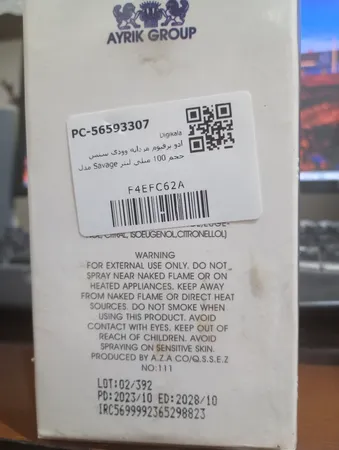 AYRIK GROUP
PC-56593307
Digikala
ادو پرفیوم مردانه وودی سنس
مدل Savage حجم 100 میلی لیتر
F4EFC62A
CITRAL, ISOEUGENOL,CITRONELLOL)
WARNING
FOR EXTERNAL USE ONLY. DO NOT
SPRAY NEAR NAKED FLAME OR ON
HEATED APPLIANCES. KEEP AWAY
FROM NAKED FLAME OR DIRECT HEAT
SOURCES. DO NOT SMOKE WHEN
USING THIS PRODUCT. AVOID
CONTACT WITH EYES. KEEP OUT OF
REACH OF CHILDREN. AVOID
SPRAYING ON SENSITIVE SKIN.
PRODUCED BY A.Z.A CO/Q.S.S.E.Z
NO:111
LOT:02/392
PD:2023/10 ED:2028/10
IRC5699992365298823